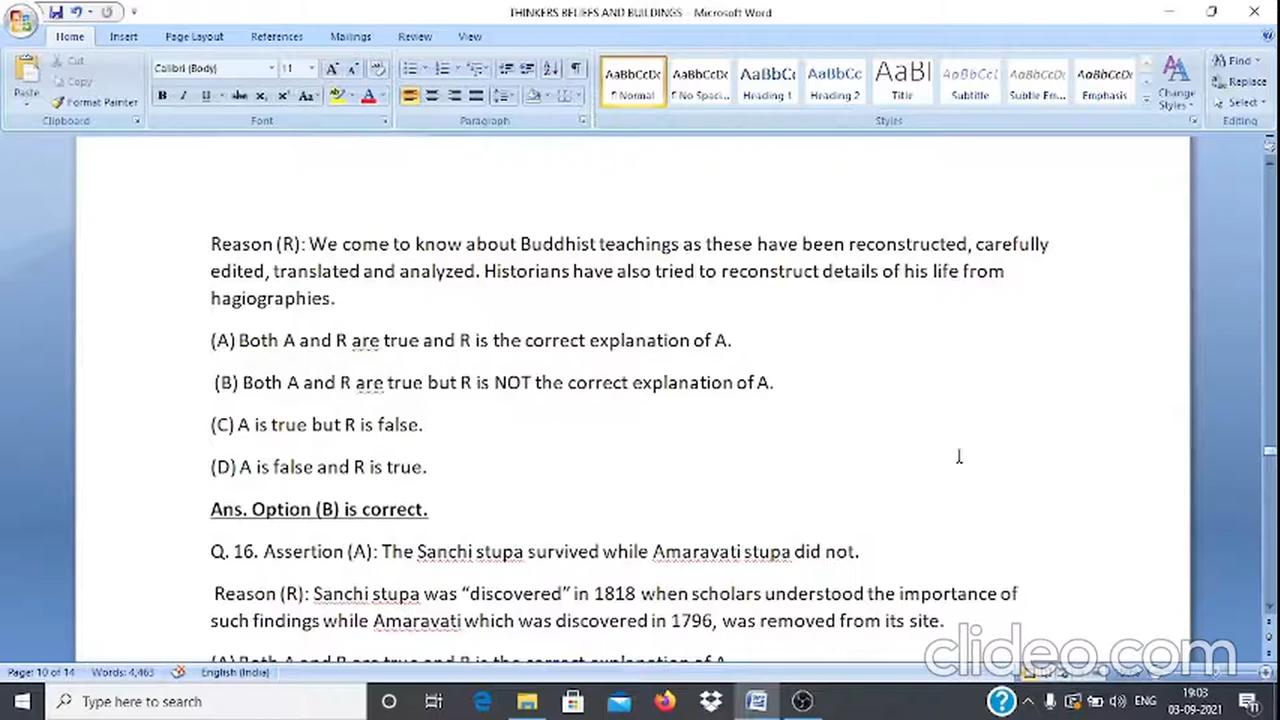 THINKERS BELIEFS AND BUILDINGS - Microsoft Word
Home Insert Page Layout References Mailings Review View
Paste
Cut
Copy
Format Painter
Clipboard
Calibri (Body) 11
Font
Paragraph
AaBbCcDc AaBbCcDc AaBbC AaBbCc AaBl AaBbCcl AaBbCcDc AaBbCcDc
¶ Normal ¶ No Spaci... Heading 1 Heading 2 Title Subtitle Subtle Em... Emphasis
Change Styles
Styles
Find
Replace
Select
Editing
Reason (R): We come to know about Buddhist teachings as these have been reconstructed, carefully
edited, translated and analyzed. Historians have also tried to reconstruct details of his life from
hagiographies.
(A) Both A and R are true and R is the correct explanation of A.
(B) Both A and R are true but R is NOT the correct explanation of A.
(C) A is true but R is false.
(D) A is false and R is true.
Ans. Option (B) is correct.
Q. 16. Assertion (A): The Sanchi stupa survived while Amaravati stupa did not.
Reason (R): Sanchi stupa was “discovered” in 1818 when scholars understood the importance of
such findings while Amaravati which was discovered in 1796, was removed from its site.
(A) Both A and R are true and R is the correct explanation of A.
clideo.com
Page: 10 of 14 Words: 4,463 English (India)
Type here to search
ENG
19:03
03-09-2021